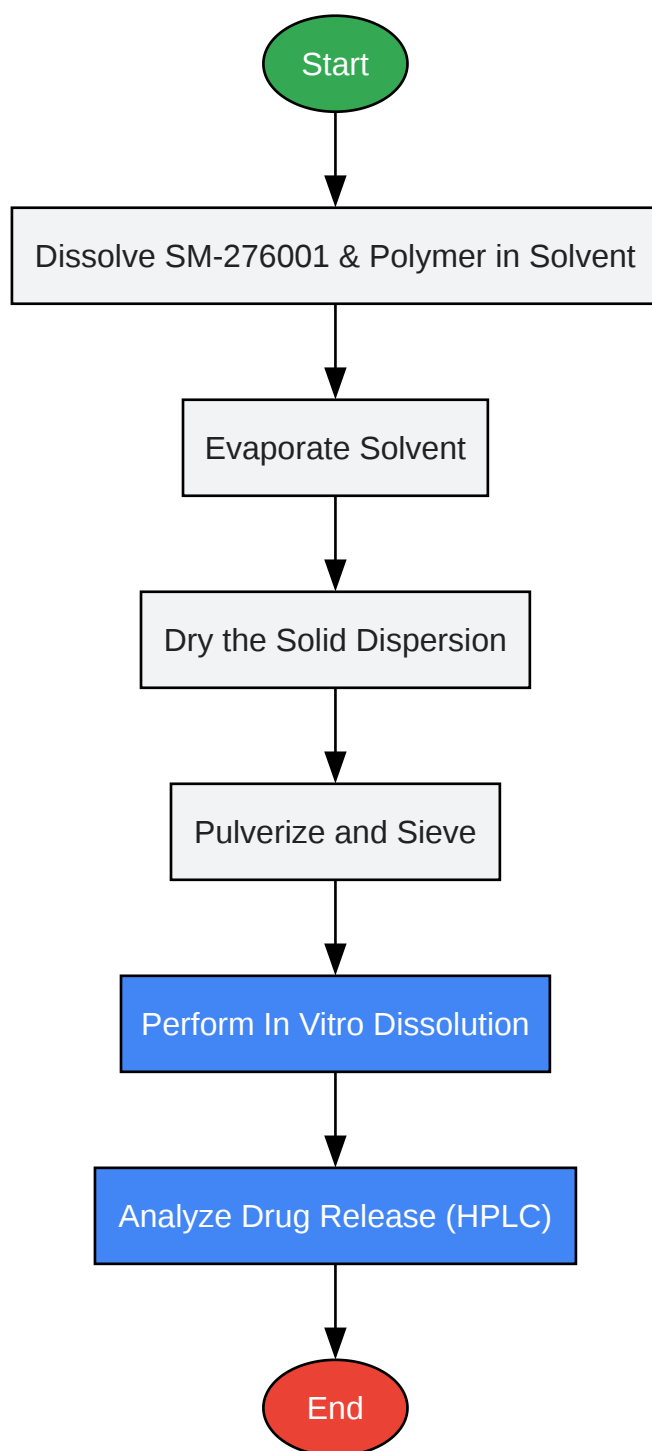 Start
Dissolve SM-276001 & Polymer in Solvent
Evaporate Solvent
Dry the Solid Dispersion
Pulverize and Sieve
Perform In Vitro Dissolution
Analyze Drug Release (HPLC)
End